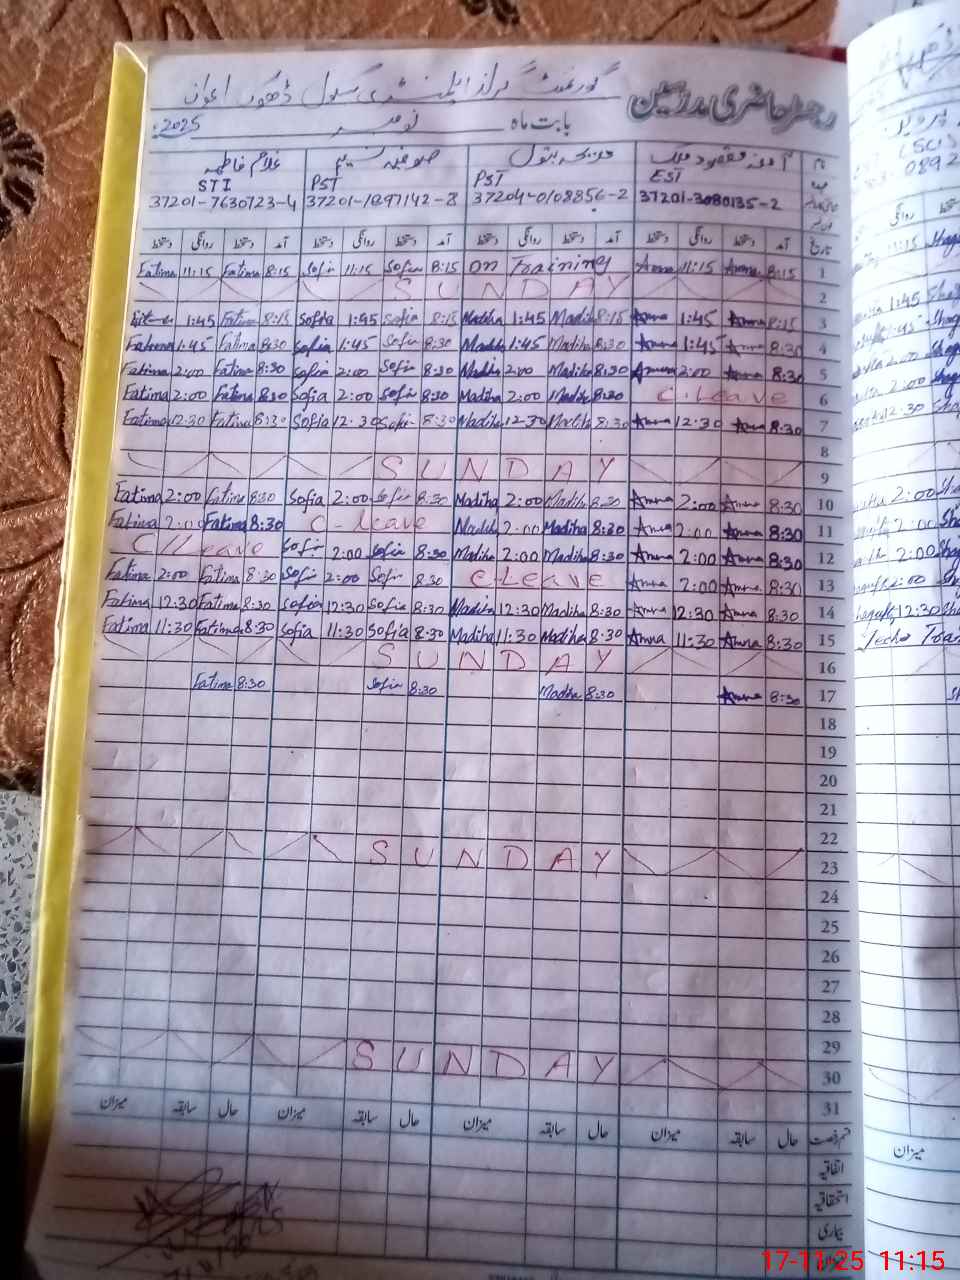 رجسٹر حاضری مدرسین گورنمنٹ گرلز ایلیمنٹری سکول ڈھوک اعوان
بابت ماہ نومبر 2025ء
نام آمنہ مقصود ملک مدیحہ بتول صوفیہ نسیم غلام فاطمہ
EST PST PST STI
37201-3080135-2 37204-0108856-2 37201-1897142-8 37201-7630723-4
تاریخ آمد دستخط روانگی دستخط آمد دستخط روانگی دستخط آمد دستخط روانگی دستخط آمد دستخط روانگی دستخط
Fatima 11:15 Fatima 8:15 Sofia 11:15 Sofia 8:15 On Training Amna 11:15 Amna 8:15 1
SUNDAY 2
1:45 Fatima 8:15 Sofia 1:45 Sofia 8:15 Madiha 1:45 Madiha 8:15 Amna 1:45 Amna 8:15 3
Fatima 1:45 Fatima 8:30 Sofia 1:45 Sofia 8:30 Madiha 1:45 Madiha 8:30 Amna 1:45 Amna 8:30 4
Fatima 2:00 Fatima 8:30 Sofia 2:00 Sofia 8:30 Madiha 2:00 Madiha 8:30 Amna 2:00 Amna 8:30 5
Fatima 2:00 Fatima 8:30 Sofia 2:00 Sofia 8:30 Madiha 2:00 Madiha 8:30 C.Leave 6
Fatima 12:30 Fatima 8:30 Sofia 12:30 Sofia 8:30 Madiha 12:30 Madiha 8:30 Amna 12:30 Amna 8:30 7
8
SUNDAY 9
Fatima 2:00 Fatima 8:30 Sofia 2:00 Sofia 8:30 Madiha 2:00 Madiha 8:30 Amna 2:00 Amna 8:30 10
Fatima 2:00 Fatima 8:30 C-leave Madiha 2:00 Madiha 8:30 Amna 2:00 Amna 8:30 11
C/Leave Sofia 2:00 Sofia 8:30 Madiha 2:00 Madiha 8:30 Amna 2:00 Amna 8:30 12
Fatima 2:00 Fatima 8:30 Sofia 2:00 Sofia 8:30 C-Leave Amna 2:00 Amna 8:30 13
Fatima 12:30 Fatima 8:30 Sofia 12:30 Sofia 8:30 Madiha 12:30 Madiha 8:30 Amna 12:30 Amna 8:30 14
Fatima 11:30 Fatima 8:30 Sofia 11:30 Sofia 8:30 Madiha 11:30 Madiha 8:30 Amna 11:30 Amna 8:30 15
SUNDAY 16
Fatima 8:30 Sofia 8:30 Madiha 8:30 Amna 8:30 17
18
19
20
21
22
SUNDAY 23
24
25
26
27
28
29
SUNDAY 30
31
قسم رخصت حال سابقہ میزان حال سابقہ میزان حال سابقہ میزان حال سابقہ میزان
اتفاقیہ
استحقاقیہ
بیماری
میزان
17-11-25 11:15